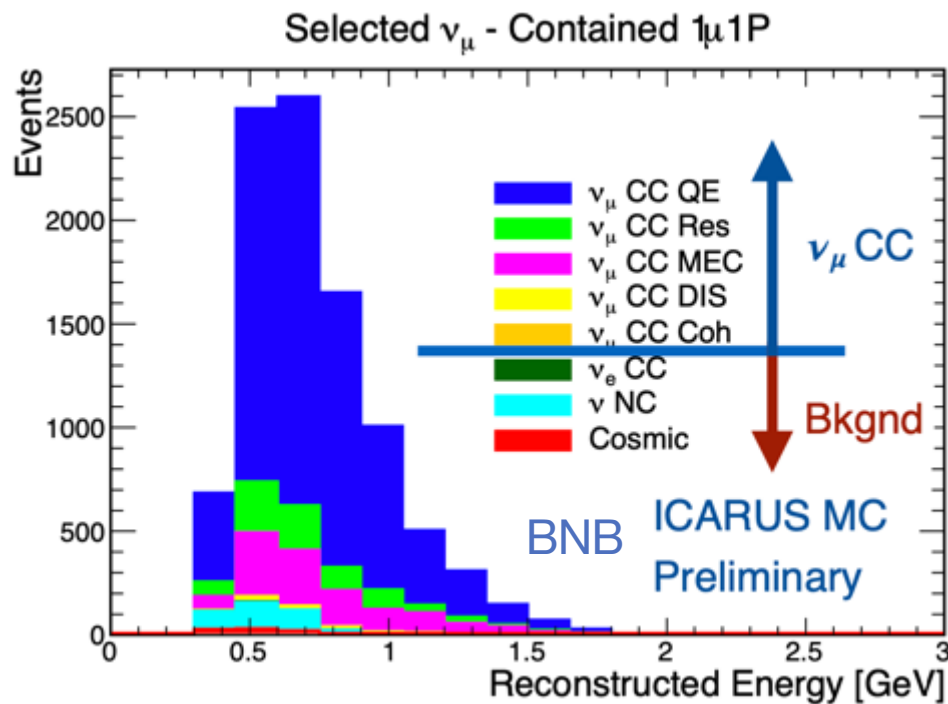 Selected νμ - Contained 1μ1P
Events
2500
2000
1500
1000
500
0
νμ CC QE
νμ CC Res
νμ CC MEC
νμ CC DIS
νμ CC Coh
νe CC
ν NC
Cosmic
νμ CC
Bkgnd
BNB
ICARUS MC
Preliminary
0 0.5 1 1.5 2 2.5 3
Reconstructed Energy [GeV]